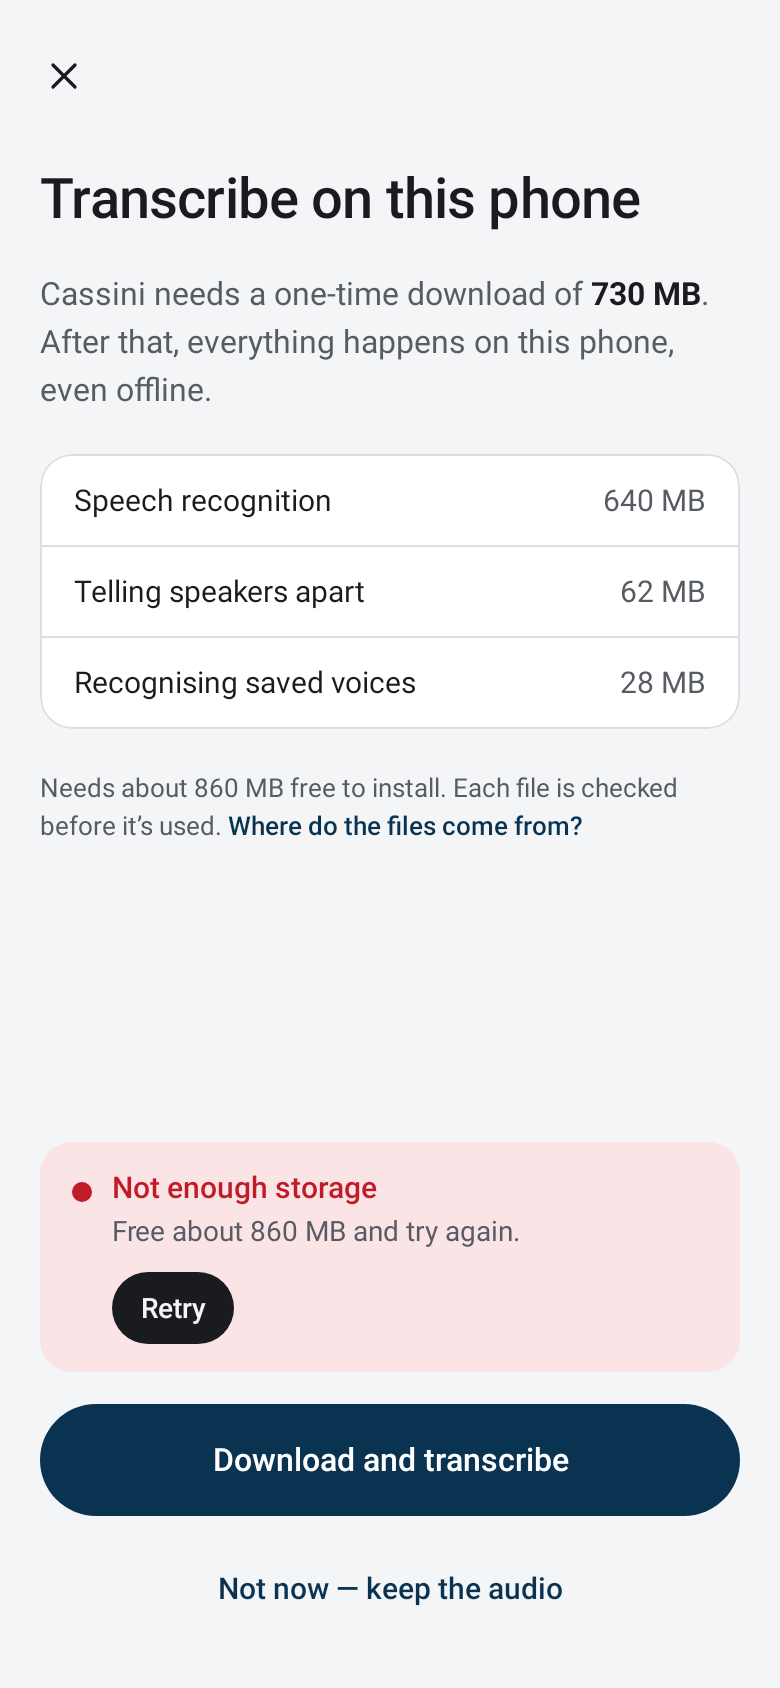 Transcribe on this phone
Cassini needs a one-time download of 730 MB.
After that, everything happens on this phone,
even offline.
Speech recognition 640 MB
Telling speakers apart 62 MB
Recognising saved voices 28 MB
Needs about 860 MB free to install. Each file is checked
before it’s used. Where do the files come from?
Not enough storage
Free about 860 MB and try again.
Retry
Download and transcribe
Not now — keep the audio